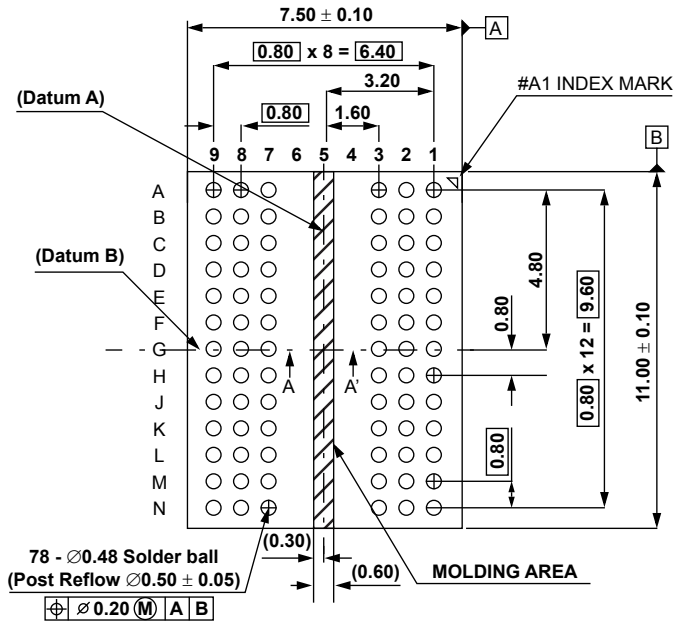 7.50 ± 0.10
A
0.80 x 8 = 6.40
3.20
#A1 INDEX MARK
(Datum A)
0.80
1.60
B
9 8 7 6 5 4 3 2 1
A
B
C
(Datum B)
D
E
F
G
H
J
K
L
M
N
A A'
4.80
0.80
0.80
0.80 x 12 = 9.60
11.00 ± 0.10
(0.30)
78 - ∅0.48 Solder ball
(Post Reflow ∅0.50 ± 0.05)
(0.60)
MOLDING AREA
⌖ ∅ 0.20 Ⓜ A B